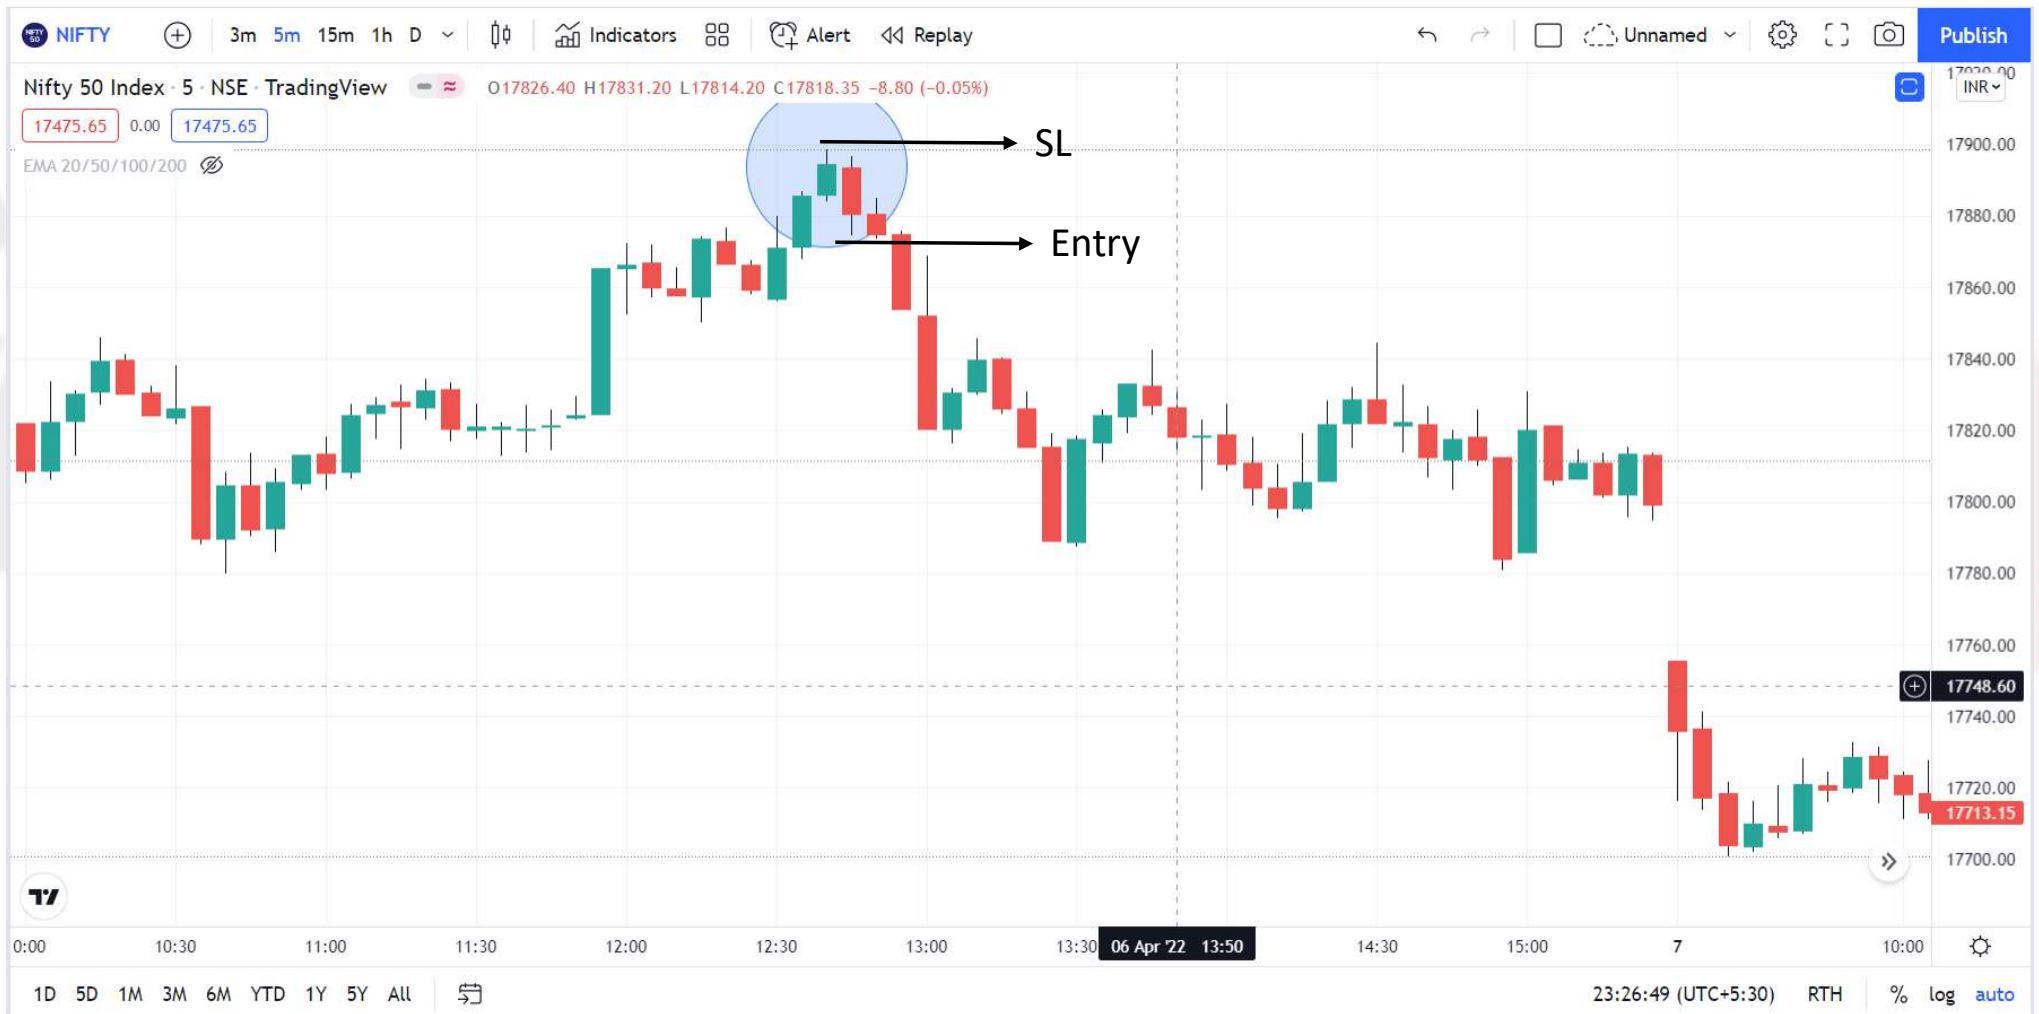 NIFTY 50 NIFTY 3m 5m 15m 1h D Indicators Alert Replay Unnamed Publish
Nifty 50 Index · 5 · NSE · TradingView O17826.40 H17831.20 L17814.20 C17818.35 −8.80 (−0.05%)
INR
17475.65 0.00 17475.65
EMA 20/50/100/200
SL
Entry
17920.00
17900.00
17880.00
17860.00
17840.00
17820.00
17800.00
17780.00
17760.00
17748.60
17740.00
17720.00
17713.15
17700.00
0:00 10:30 11:00 11:30 12:00 12:30 13:00 13:30 06 Apr '22 13:50 14:30 15:00 7 10:00
1D 5D 1M 3M 6M YTD 1Y 5Y All 23:26:49 (UTC+5:30) RTH % log auto